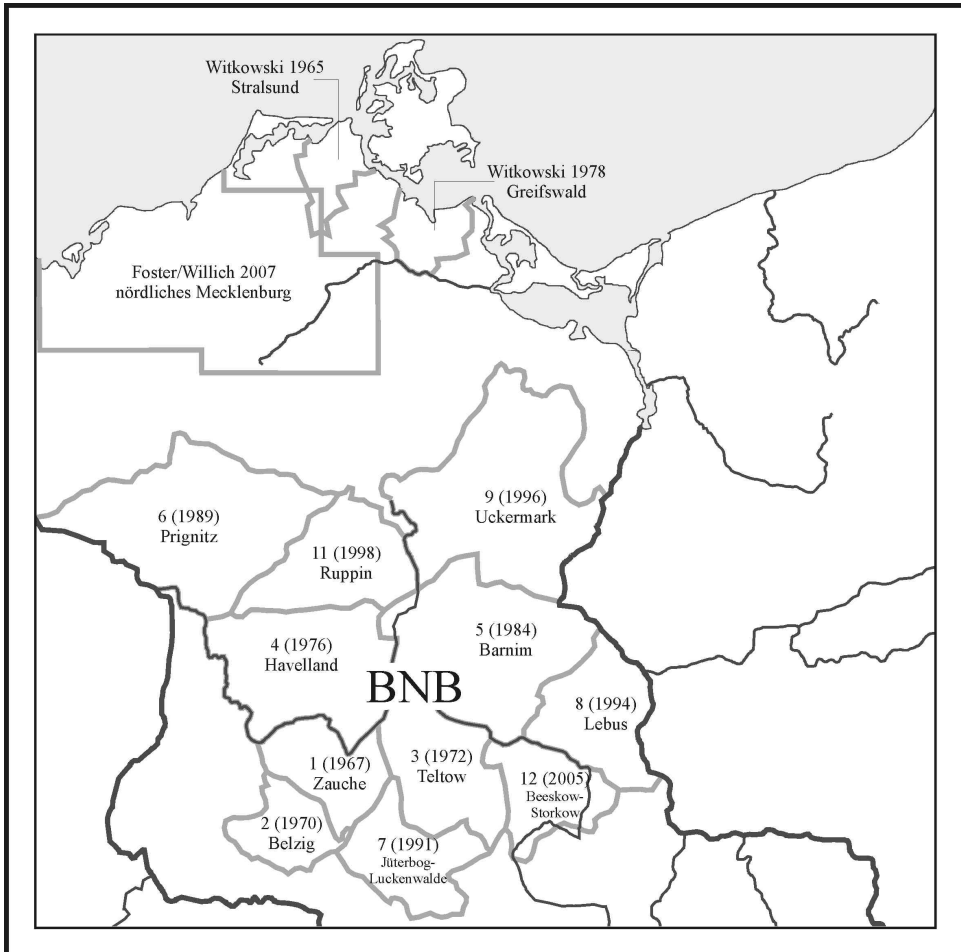 Witkowski 1965
Stralsund
Witkowski 1978
Greifswald
Foster/Willich 2007
nördliches Mecklenburg
9 (1996)
Uckermark
6 (1989)
Prignitz
11 (1998)
Ruppin
5 (1984)
Barnim
4 (1976)
Havelland
BNB
8 (1994)
Lebus
3 (1972)
Teltow
1 (1967)
Zauche
12 (2005)
Beeskow-
Storkow
2 (1970)
Belzig
7 (1991)
Jüterbog-
Luckenwalde